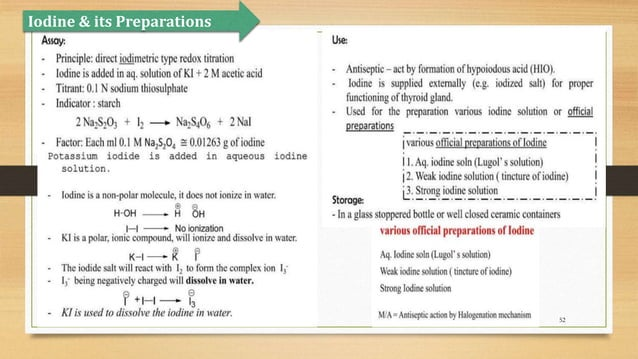 Iodine & its Preparations
Assay:
- Principle: direct iodimetric type redox titration
- Iodine is added in aq. solution of KI + 2 M acetic acid
- Titrant: 0.1 N sodium thiosulphate
- Indicator : starch
2 Na₂S₂O₃ + I₂ ⟶ Na₂S₄O₆ + 2 NaI
- Factor: Each ml 0.1 M Na₂S₂O₄ ≅ 0.01263 g of iodine
Potassium iodide is added in aqueous iodine
solution.
- Iodine is a non-polar molecule, it does not ionize in water.
H-OH ⟶ H⊕ OH⊖
I—I ⟶ No ionization
- KI is a polar, ionic compound, will ionize and dissolve in water.
K–I ⟶ K⊕ I⊖
- The iodide salt will react with I₂ to form the complex ion I₃⁻
- I₃⁻ being negatively charged will dissolve in water.
I⊖ + I—I ⟶ I₃⊖
- KI is used to dissolve the iodine in water.
Use:
- Antiseptic – act by formation of hypoiodous acid (HIO).
- Iodine is supplied externally (e.g. iodized salt) for proper
functioning of thyroid gland.
- Used for the preparation various iodine solution or official
preparations
various official preparations of Iodine
1. Aq. iodine soln (Lugol's solution)
2. Weak iodine solution ( tincture of iodine)
3. Strong iodine solution
Storage:
- In a glass stoppered bottle or well closed ceramic containers
various official preparations of Iodine
Aq. Iodine soln (Lugol's solution)
Weak iodine solution ( tincture of iodine)
Strong Iodine solution
M/A = Antiseptic action by Halogenation mechanism
52